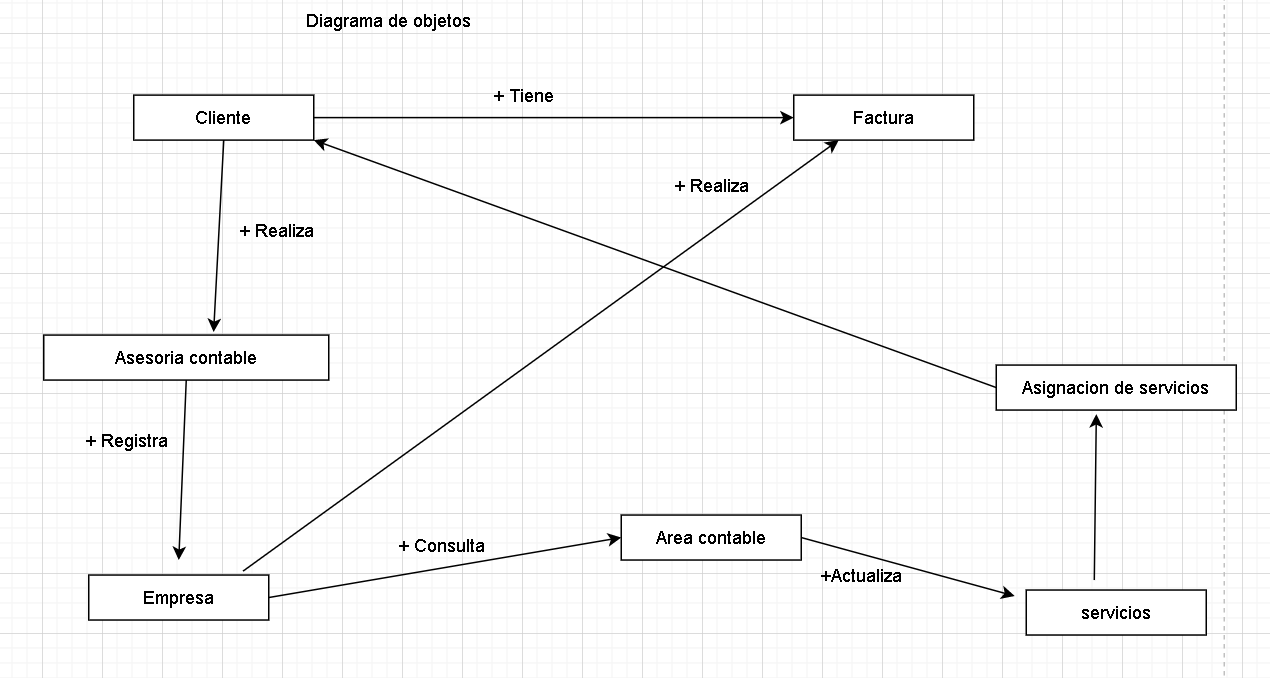 Diagrama de objetos
+ Tiene
Cliente
Factura
+ Realiza
+ Realiza
Asesoria contable
Asignacion de servicios
+ Registra
+ Consulta
Area contable
+Actualiza
Empresa
servicios